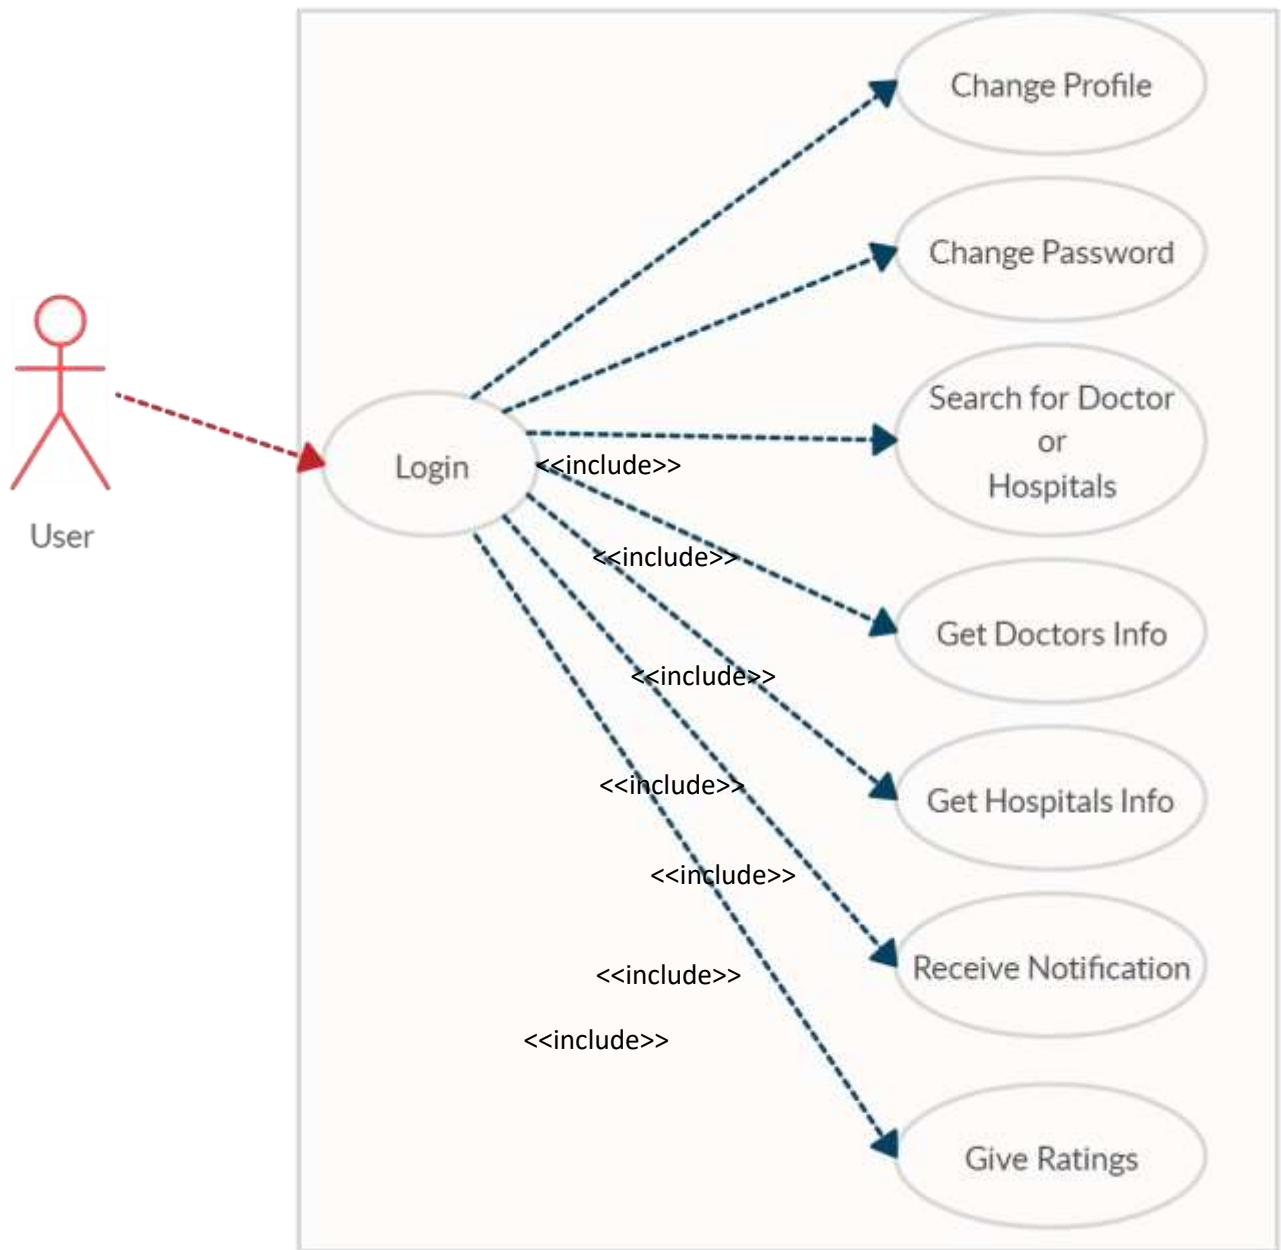 Change Profile
Change Password
Search for Doctor
or
Hospitals
Login
<<include>>
User
<<include>>
Get Doctors Info
<<include>>
<<include>>
Get Hospitals Info
<<include>>
Receive Notification
<<include>>
<<include>>
Give Ratings